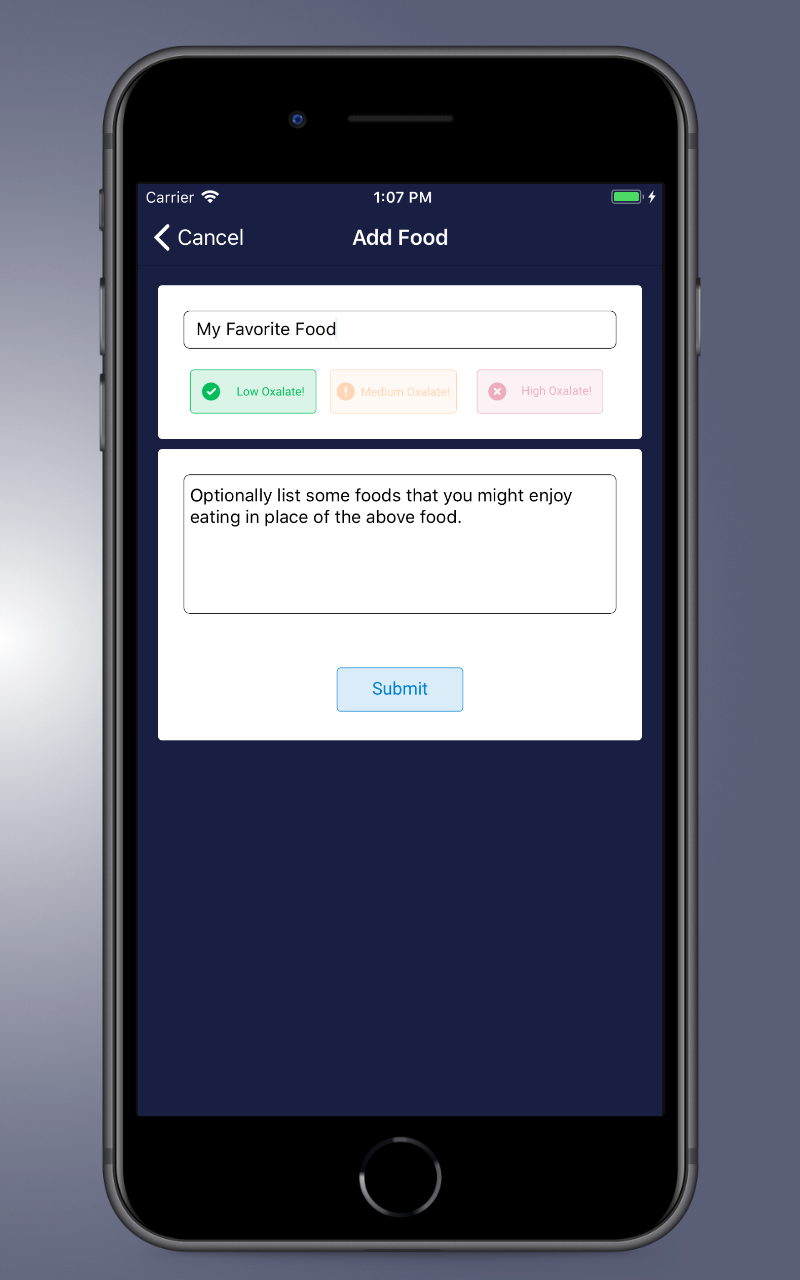 Carrier 1:07 PM
Cancel Add Food
My Favorite Food
Low Oxalate! Medium Oxalate! High Oxalate!
Optionally list some foods that you might enjoy
eating in place of the above food.
Submit